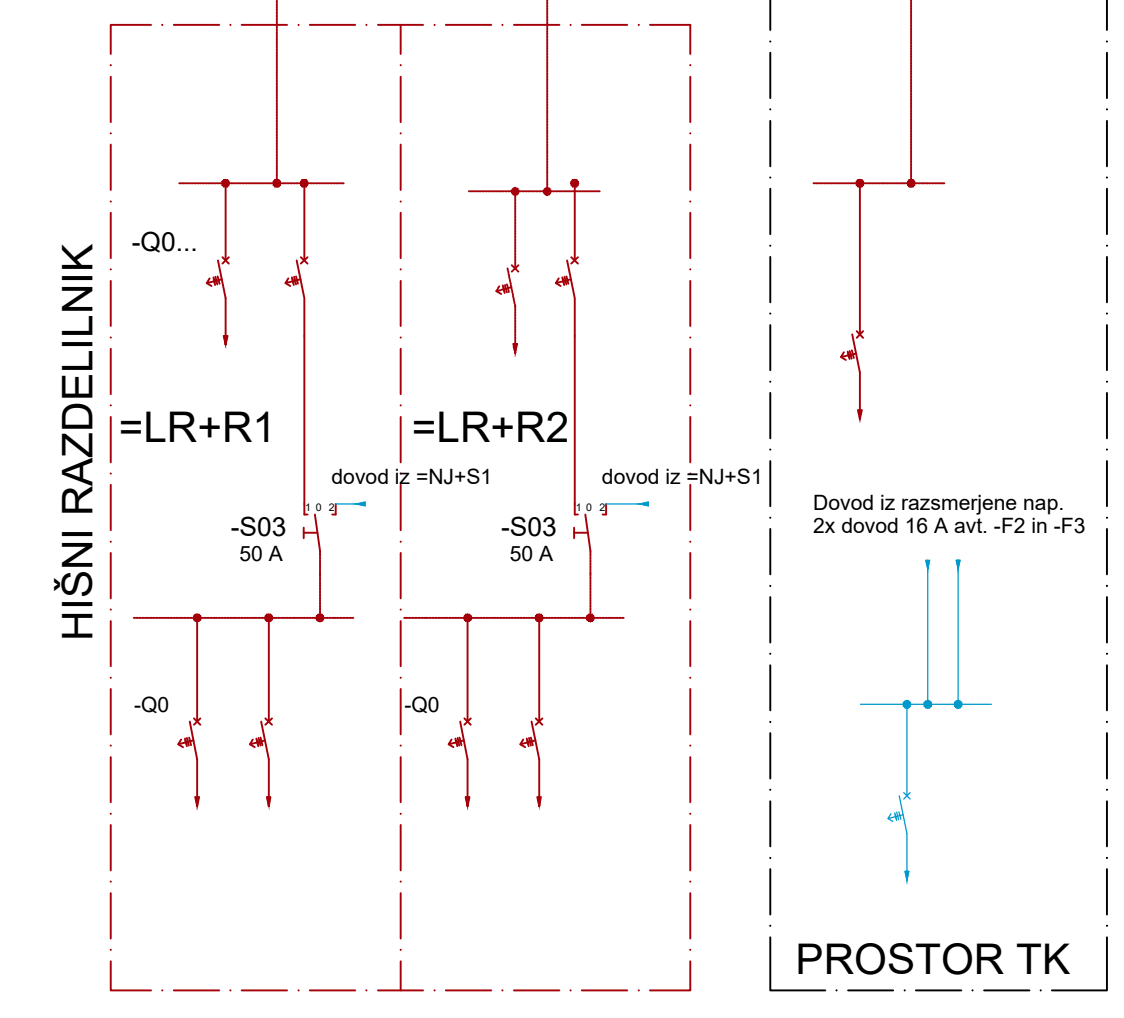 HIŠNI RAZDELILNIK
-Q0...
=LR+R1
dovod iz =NJ+S1
1 0 2
-S03
50 A
-Q0
=LR+R2
dovod iz =NJ+S1
1 0 2
-S03
50 A
-Q0
Dovod iz razsmerjene nap.
2x dovod 16 A avt. -F2 in -F3
PROSTOR TK